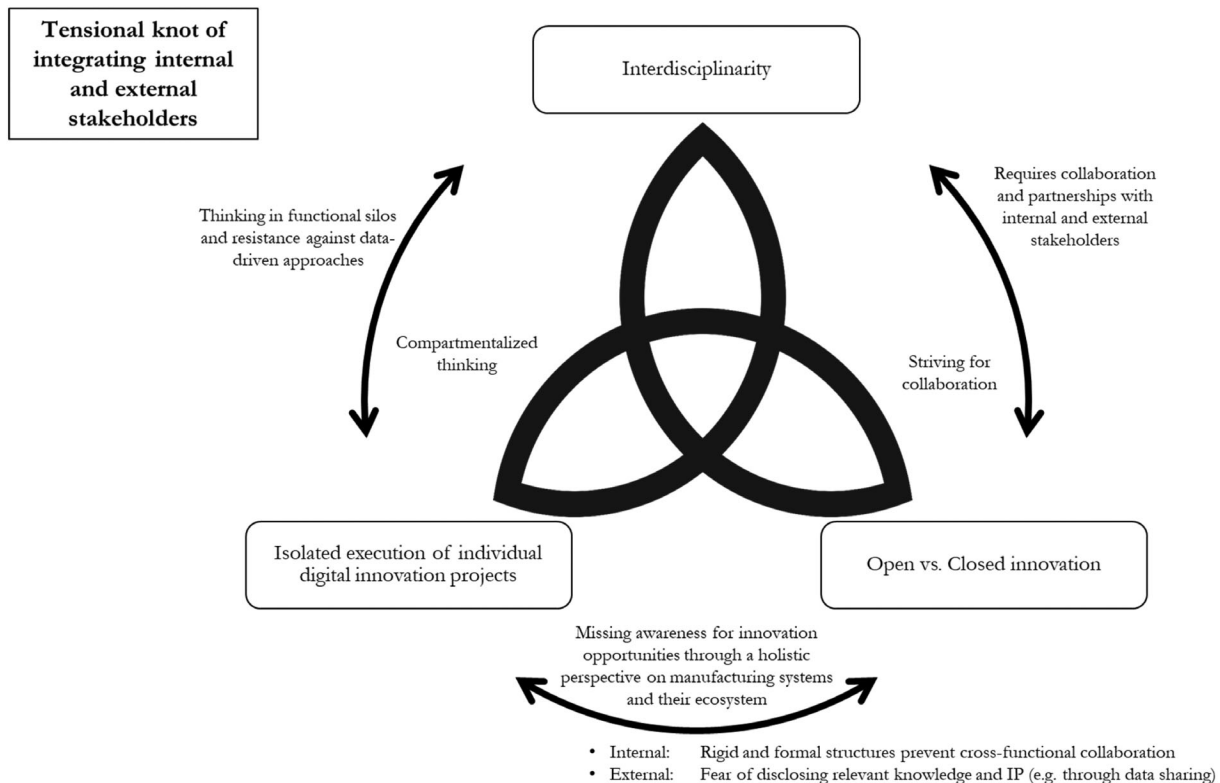 Tensional knot of
integrating internal
and external
stakeholders
Interdisciplinarity
Thinking in functional silos
and resistance against data-
driven approaches
Requires collaboration
and partnerships with
internal and external
stakeholders
Compartmentalized
thinking
Striving for
collaboration
Isolated execution of individual
digital innovation projects
Open vs. Closed innovation
Missing awareness for innovation
opportunities through a holistic
perspective on manufacturing systems
and their ecosystem
• Internal: Rigid and formal structures prevent cross-functional collaboration
• External: Fear of disclosing relevant knowledge and IP (e.g. through data sharing)